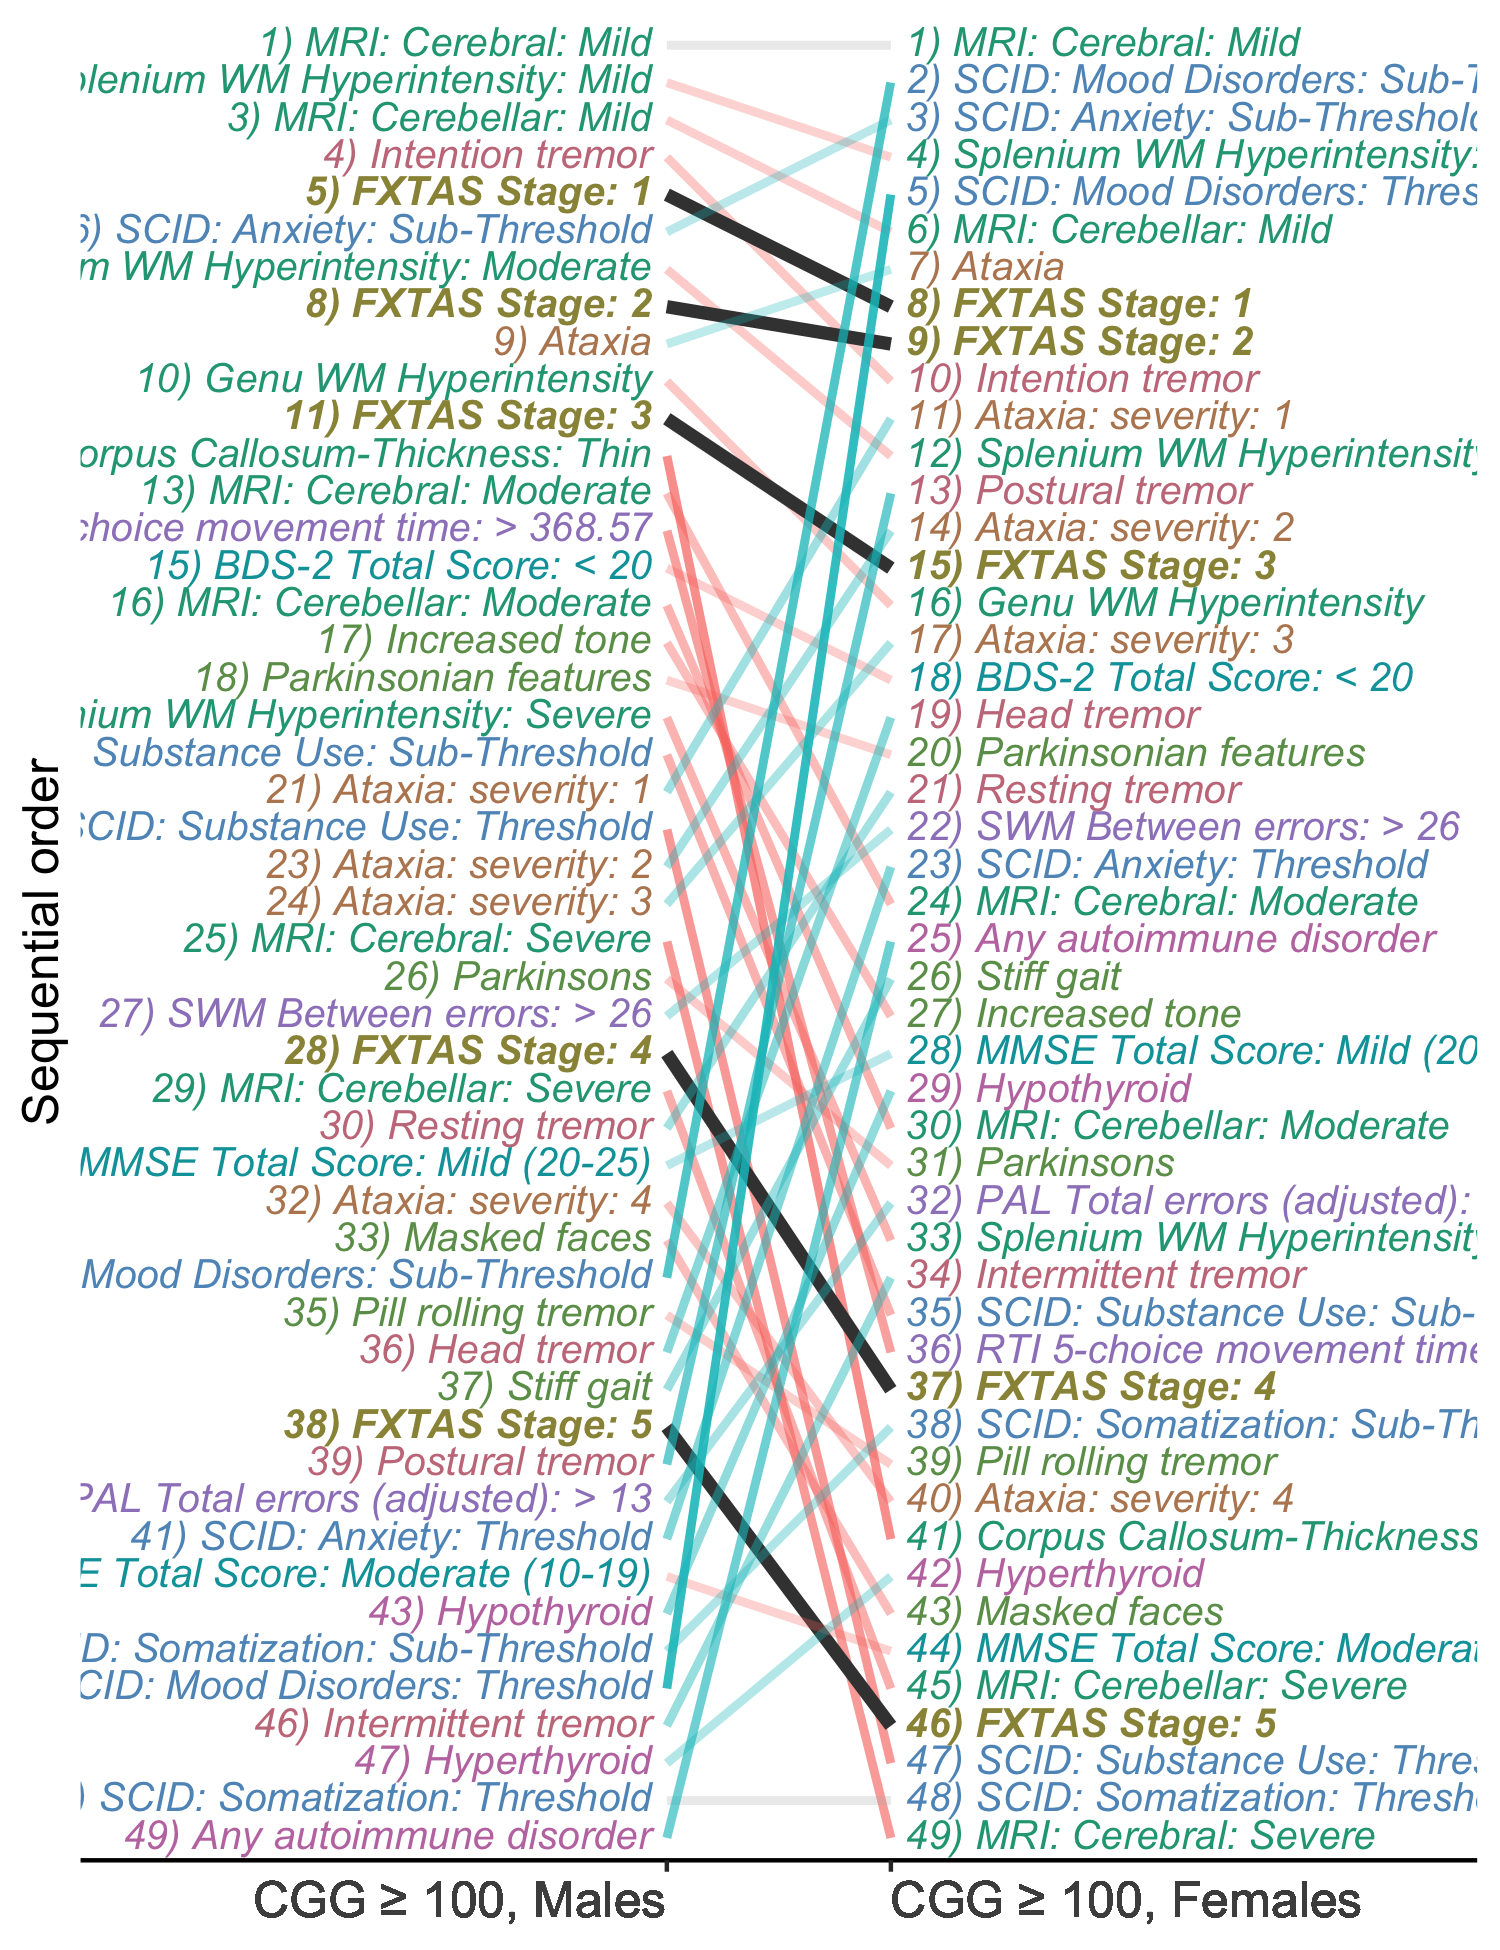 1) MRI: Cerebral: Mild
WM Hyperintensity: Mild
3) MRI: Cerebellar: Mild
4) Intention tremor
5) FXTAS Stage: 1
SCID: Anxiety: Sub-Threshold
WM Hyperintensity: Moderate
8) FXTAS Stage: 2
9) Ataxia
10) Genu WM Hyperintensity
11) FXTAS Stage: 3
Callosum-Thickness: Thin
13) MRI: Cerebral: Moderate
choice movement time: > 368.57
15) BDS-2 Total Score: < 20
16) MRI: Cerebellar: Moderate
17) Increased tone
18) Parkinsonian features
WM Hyperintensity: Severe
Substance Use: Sub-Threshold
21) Ataxia: severity: 1
SCID: Substance Use: Threshold
23) Ataxia: severity: 2
24) Ataxia: severity: 3
25) MRI: Cerebral: Severe
26) Parkinsons
27) SWM Between errors: > 26
28) FXTAS Stage: 4
29) MRI: Cerebellar: Severe
30) Resting tremor
MMSE Total Score: Mild (20-25)
32) Ataxia: severity: 4
33) Masked faces
Mood Disorders: Sub-Threshold
35) Pill rolling tremor
36) Head tremor
37) Stiff gait
38) FXTAS Stage: 5
39) Postural tremor
PAL Total errors (adjusted): > 13
41) SCID: Anxiety: Threshold
E Total Score: Moderate (10-19)
43) Hypothyroid
D: Somatization: Sub-Threshold
CID: Mood Disorders: Threshold
46) Intermittent tremor
47) Hyperthyroid
) SCID: Somatization: Threshold
49) Any autoimmune disorder
1) MRI: Cerebral: Mild
2) SCID: Mood Disorders: Sub-
3) SCID: Anxiety: Sub-Threshold
4) Splenium WM Hyperintensity:
5) SCID: Mood Disorders: Thres
6) MRI: Cerebellar: Mild
7) Ataxia
8) FXTAS Stage: 1
9) FXTAS Stage: 2
10) Intention tremor
11) Ataxia: severity: 1
12) Splenium WM Hyperintensity
13) Postural tremor
14) Ataxia: severity: 2
15) FXTAS Stage: 3
16) Genu WM Hyperintensity
17) Ataxia: severity: 3
18) BDS-2 Total Score: < 20
19) Head tremor
20) Parkinsonian features
21) Resting tremor
22) SWM Between errors: > 26
23) SCID: Anxiety: Threshold
24) MRI: Cerebral: Moderate
25) Any autoimmune disorder
26) Stiff gait
27) Increased tone
28) MMSE Total Score: Mild (20
29) Hypothyroid
30) MRI: Cerebellar: Moderate
31) Parkinsons
32) PAL Total errors (adjusted):
33) Splenium WM Hyperintensity
34) Intermittent tremor
35) SCID: Substance Use: Sub-
36) RTI 5-choice movement time
37) FXTAS Stage: 4
38) SCID: Somatization: Sub-Th
39) Pill rolling tremor
40) Ataxia: severity: 4
41) Corpus Callosum-Thickness
42) Hyperthyroid
43) Masked faces
44) MMSE Total Score: Moderat
45) MRI: Cerebellar: Severe
46) FXTAS Stage: 5
47) SCID: Substance Use: Thres
48) SCID: Somatization: Thresh
49) MRI: Cerebral: Severe
Sequential order
CGG ≥ 100, Males
CGG ≥ 100, Females